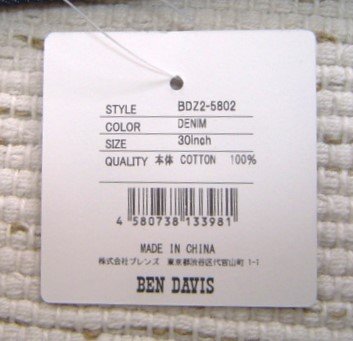 STYLE BDZ2-5802
COLOR DENIM
SIZE 30inch
QUALITY 本体 COTTON 100%
4 580738 133981
MADE IN CHINA
株式会社ブレンズ 東京都渋谷区代官山町 1-1
BEN DAVIS